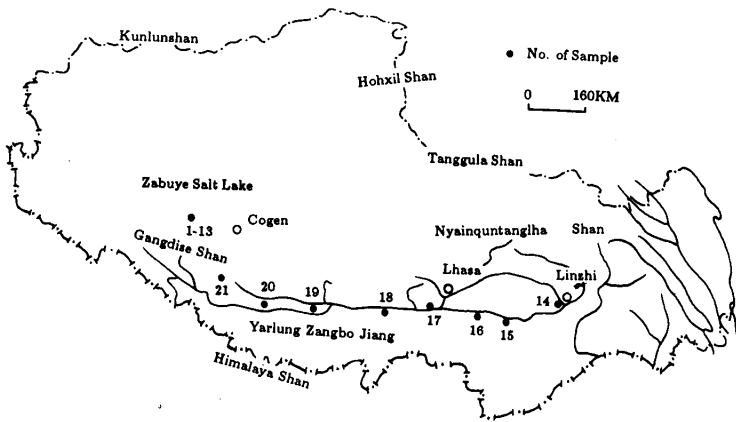 Kunlunshan
No. of Sample
Hohxil Shan
0 160KM
Tanggula Shan
Zabuye Salt Lake
1-13
Cogen
Gangdise Shan
Nyainquntanglha Shan
Lhasa
Linzhi
21
20
19
18
17
16
15
14
Yarlung Zangbo Jiang
Himalaya Shan